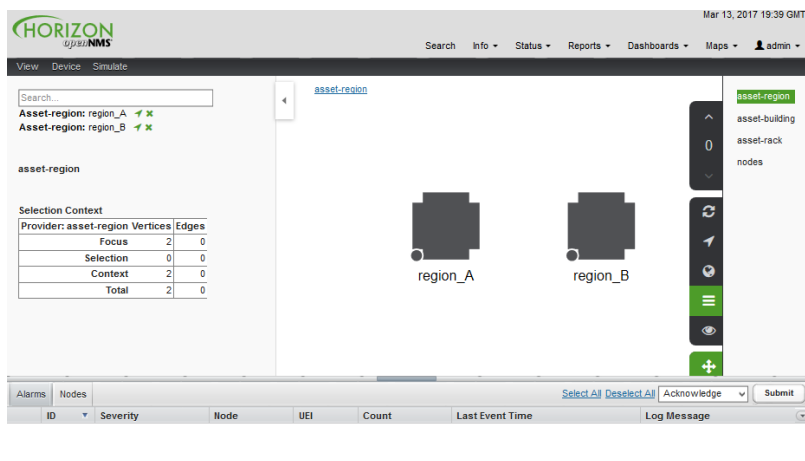 Mar 13, 2017 19:39 GMT
HORIZON
openNMS
Search Info Status Reports Dashboards Maps admin
View Device Simulate
Search...
Asset-region: region_A
Asset-region: region_B
asset-region
Selection Context
Provider: asset-region Vertices Edges
Focus 2 0
Selection 0 0
Context 2 0
Total 2 0
asset-region
region_A region_B
0
asset-region
asset-building
asset-rack
nodes
Alarms Nodes Select All Deselect All Acknowledge Submit
ID Severity Node UEI Count Last Event Time Log Message